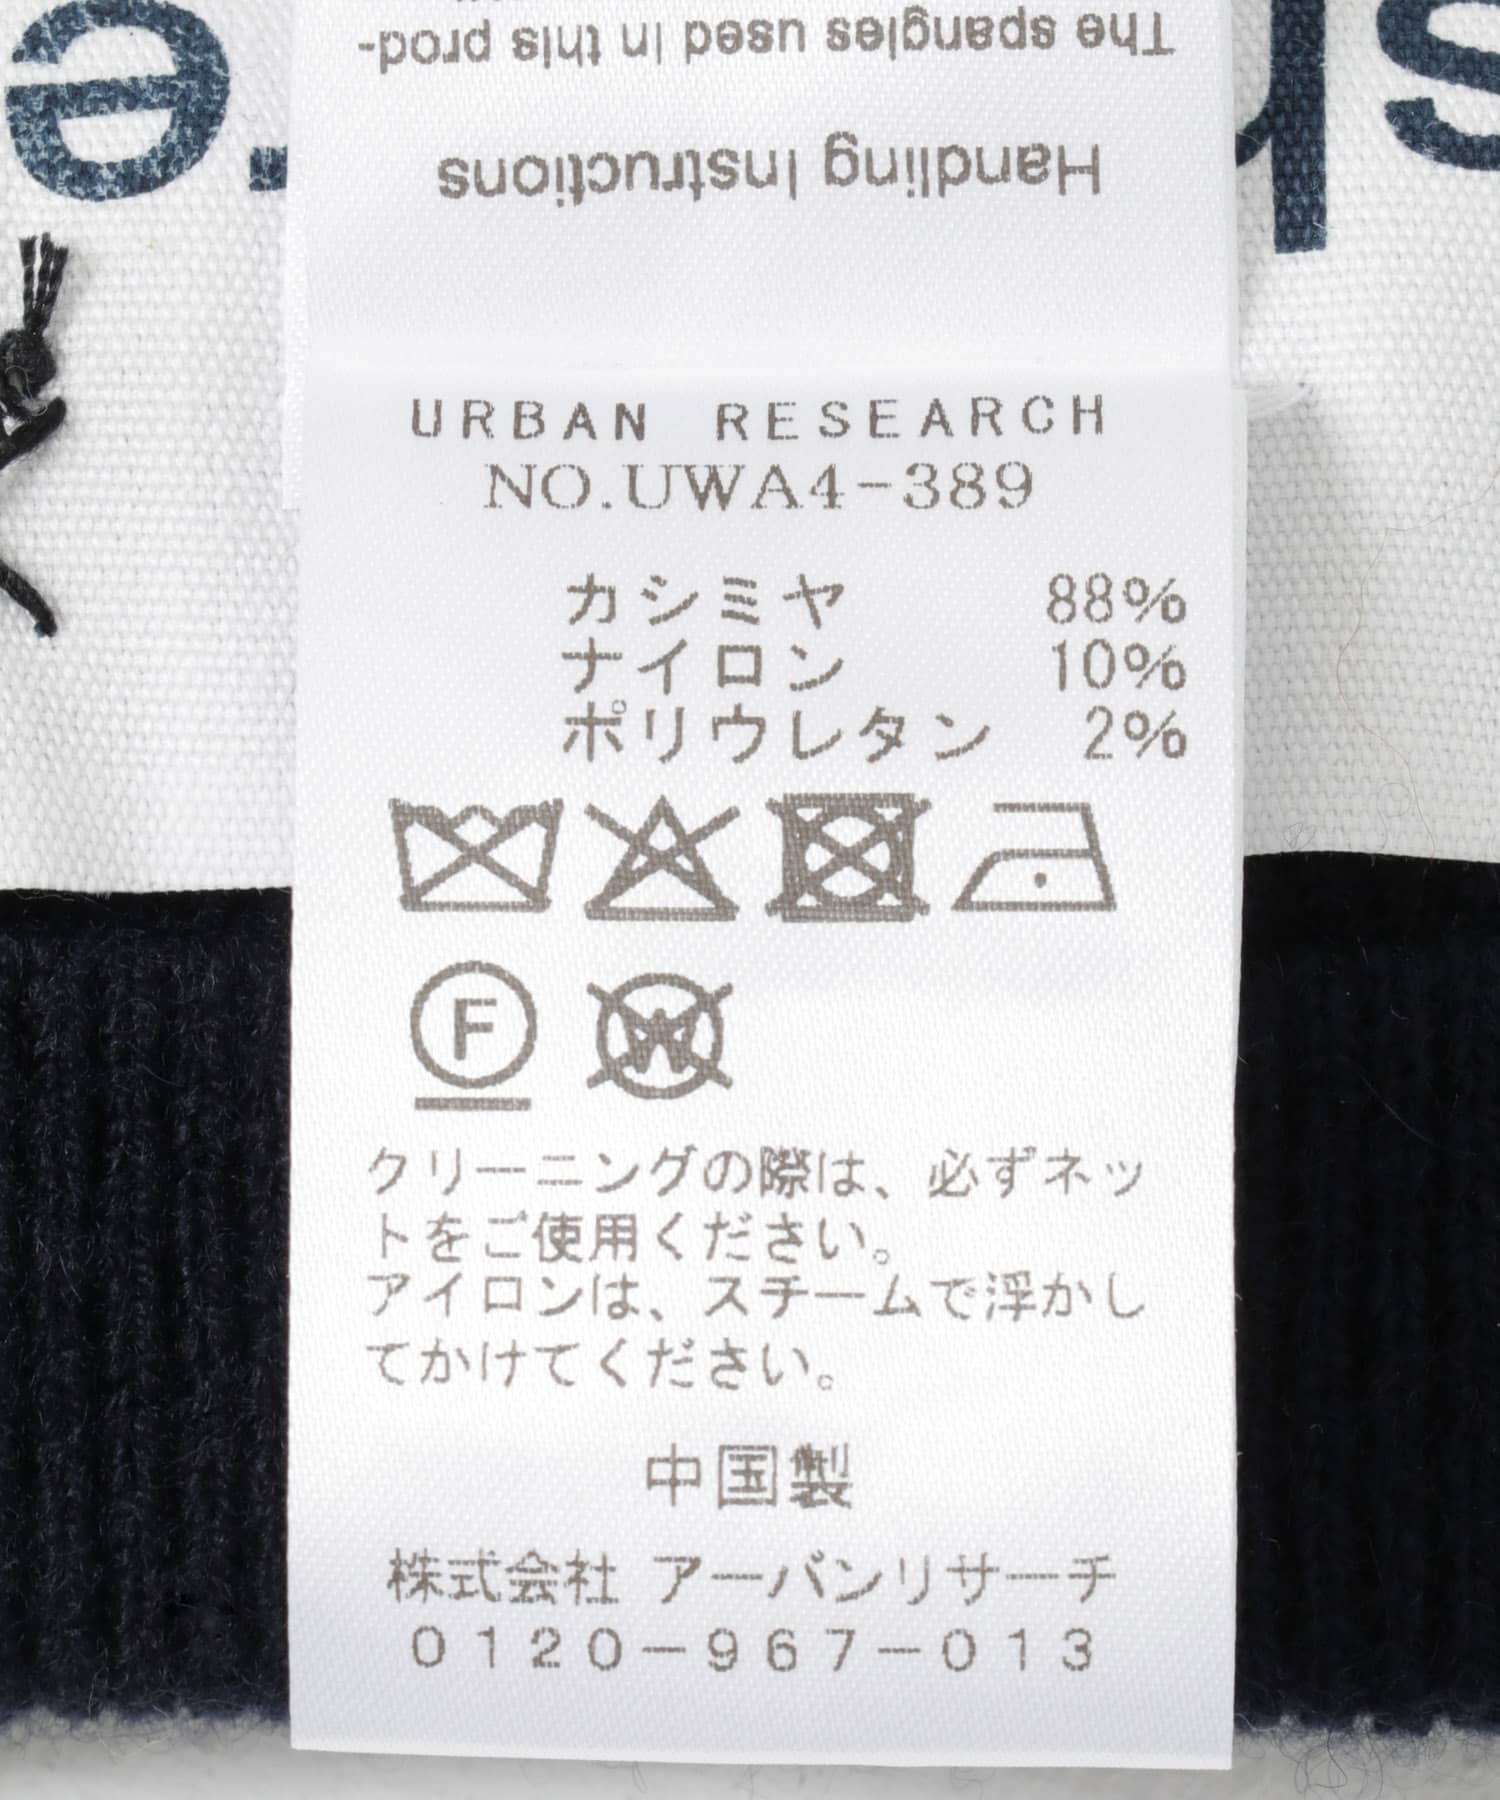 The spangles used in this prod-
Handling Instructions
URBAN RESEARCH
NO.UWA4-389
カシミヤ 88%
ナイロン 10%
ポリウレタン 2%
F
W
クリーニングの際は、必ずネッ
トをご使用ください。
アイロンは、スチームで浮かし
てかけてください。
中国製
株式会社 アーバンリサーチ
0120-967-013